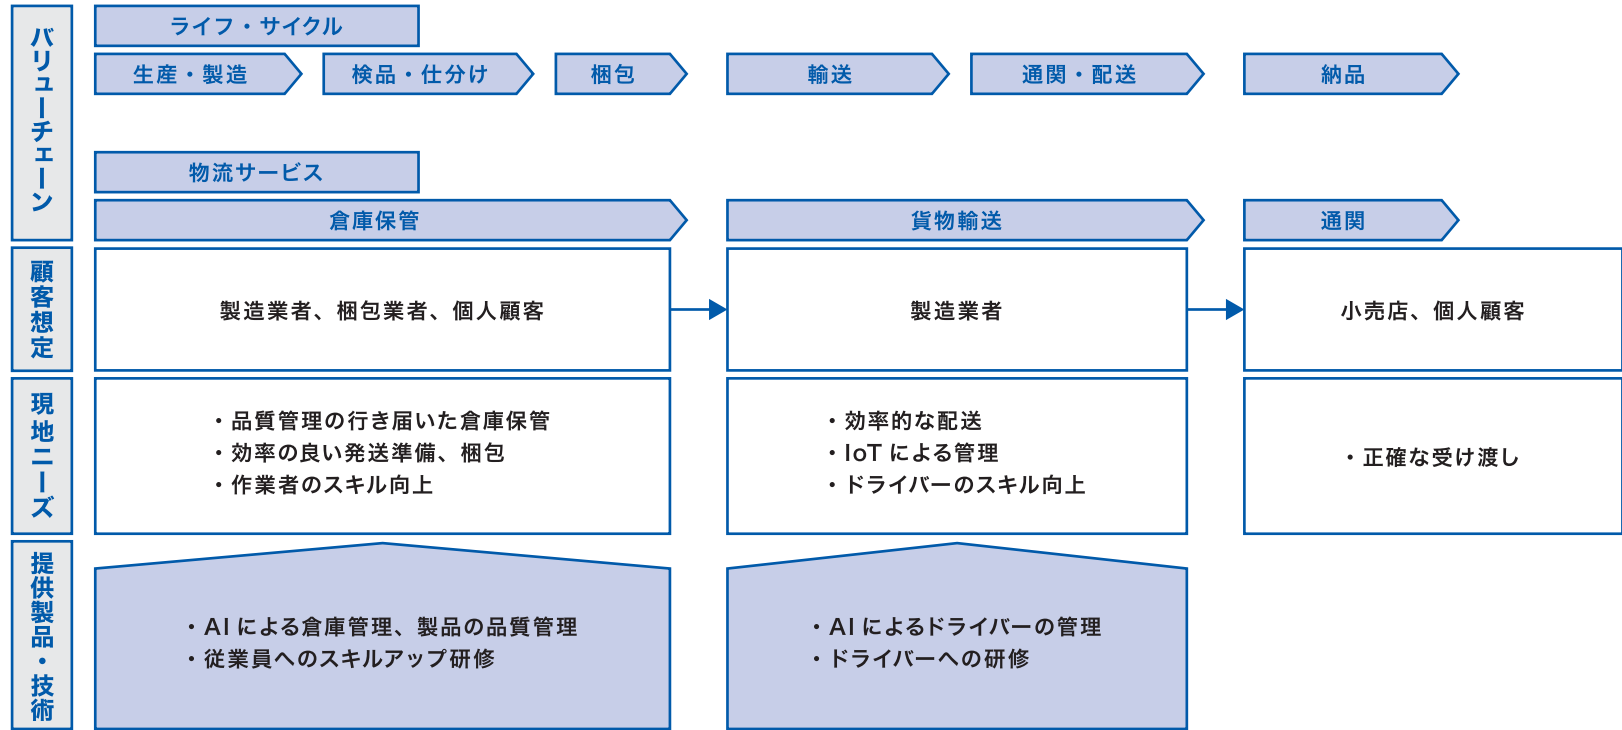 バリューチェーン
ライフ・サイクル
生産・製造
検品・仕分け
梱包
輸送
通関・配送
納品
物流サービス
倉庫保管
貨物輸送
通関
顧客想定
製造業者、梱包業者、個人顧客
製造業者
小売店、個人顧客
現地ニーズ
・品質管理の行き届いた倉庫保管
・効率の良い発送準備、梱包
・作業者のスキル向上
・効率的な配送
・IoT による管理
・ドライバーのスキル向上
・正確な受け渡し
提供製品・技術
・AI による倉庫管理、製品の品質管理
・従業員へのスキルアップ研修
・AI によるドライバーの管理
・ドライバーへの研修